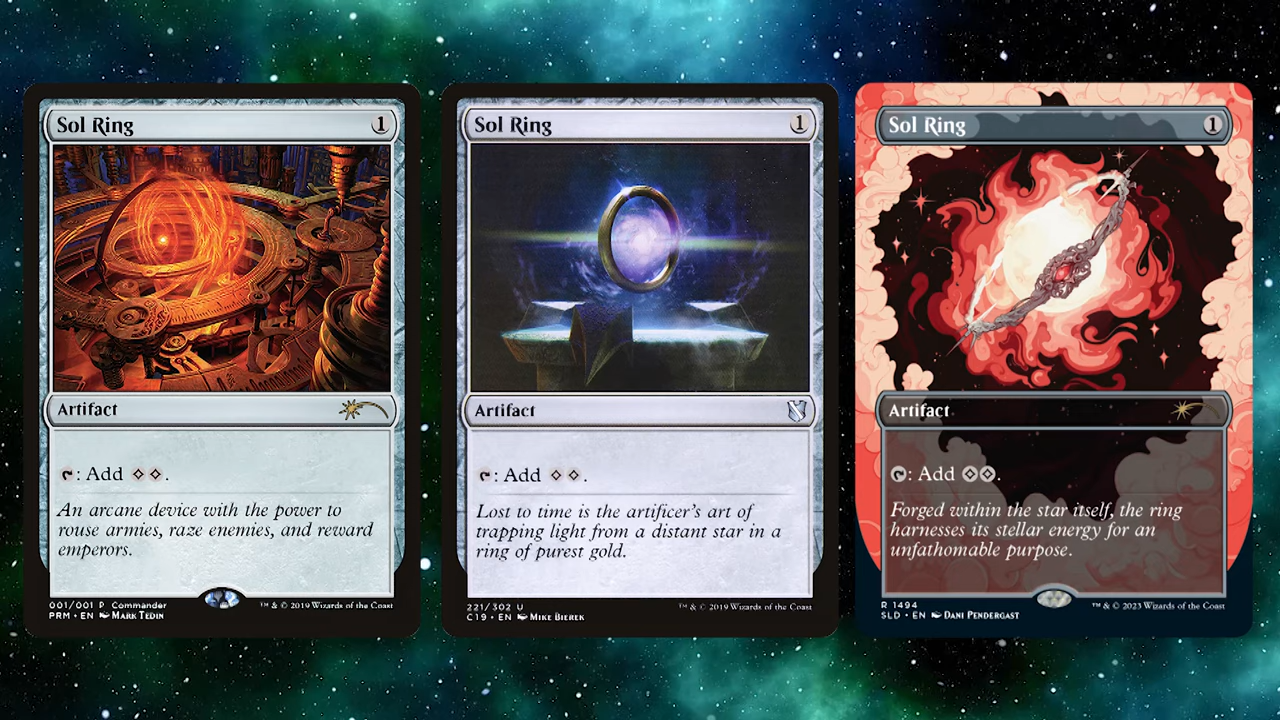 Sol Ring 1
Artifact
: Add .
An arcane device with the power to
rouse armies, raze enemies, and reward
emperors.
001/001 P Commander
PRM • EN Mark Tedin
™ & © 2019 Wizards of the Coast
Sol Ring 1
Artifact
: Add .
Lost to time is the artificer's art of
trapping light from a distant star in a
ring of purest gold.
221/302 U
C19 • EN Mike Bierek
™ & © 2019 Wizards of the Coast
Sol Ring 1
Artifact
: Add .
Forged within the star itself, the ring
harnesses its stellar energy for an
unfathomable purpose.
R 1494
SLD • EN Dani Pendergast
™ & © 2023 Wizards of the Coast